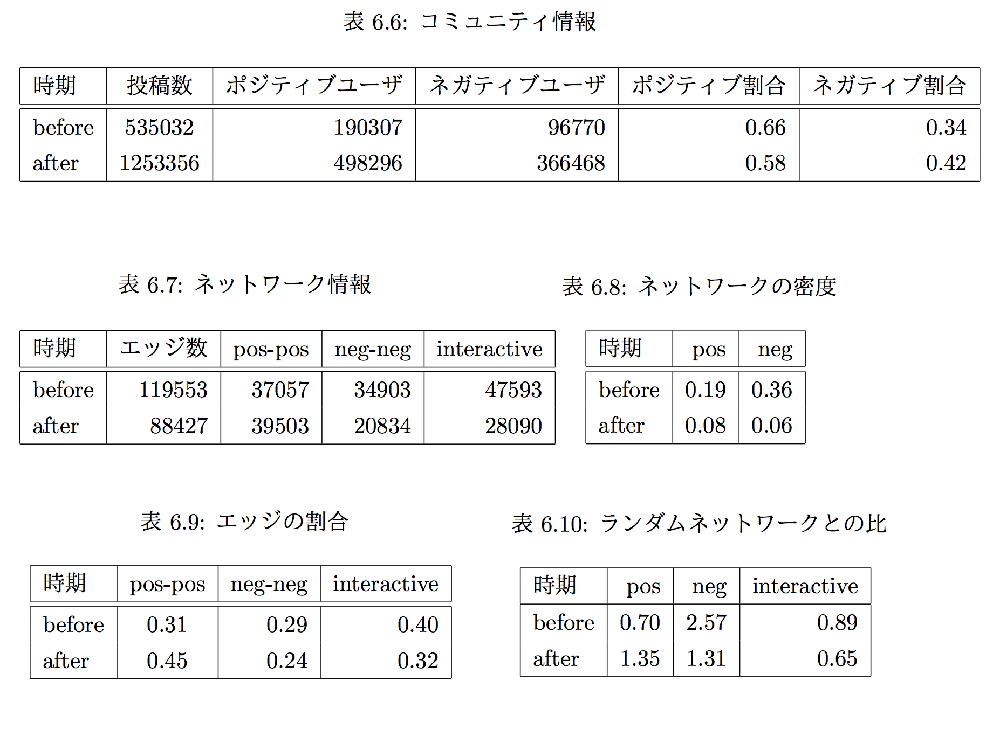 表 6.6: コミュニティ情報
時期 投稿数 ポジティブユーザ ネガティブユーザ ポジティブ割合 ネガティブ割合
before 535032 190307 96770 0.66 0.34
after 1253356 498296 366468 0.58 0.42
表 6.7: ネットワーク情報
時期 エッジ数 pos-pos neg-neg interactive
before 119553 37057 34903 47593
after 88427 39503 20834 28090
表 6.8: ネットワークの密度
時期 pos neg
before 0.19 0.36
after 0.08 0.06
表 6.9: エッジの割合
時期 pos-pos neg-neg interactive
before 0.31 0.29 0.40
after 0.45 0.24 0.32
表 6.10: ランダムネットワークとの比
時期 pos neg interactive
before 0.70 2.57 0.89
after 1.35 1.31 0.65